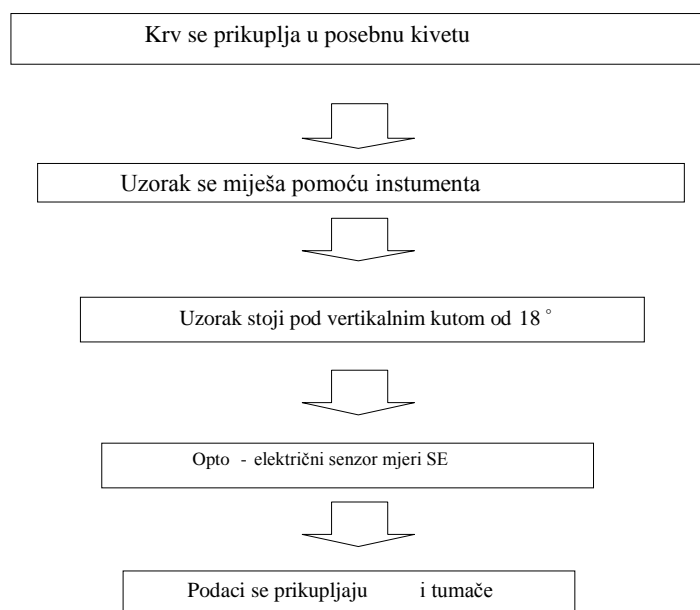 Krv se prikuplja u posebnu kivetu
Uzorak se miješa pomoću instumenta
Uzorak stoji pod vertikalnim kutom od 18 °
Opto - električni senzor mjeri SE
Podaci se prikupljaju i tumače